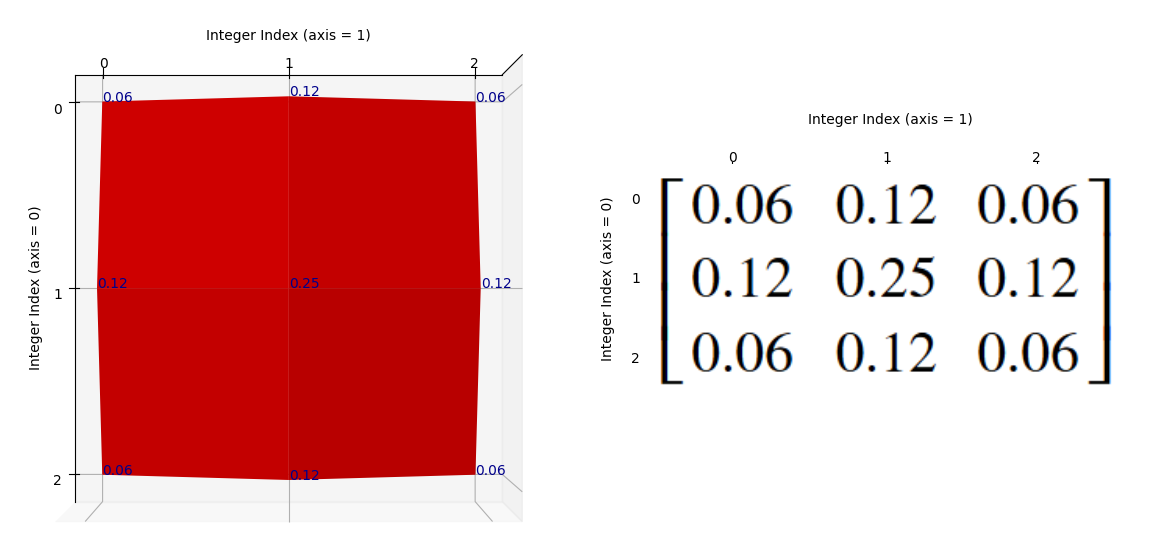 Integer Index (axis = 1)
0 1 2
0.06 0.12 0.06
0
Integer Index (axis = 0)
0.12 0.25 0.12
1
0.06 0.12 0.06
2
Integer Index (axis = 1)
0 1 2
Integer Index (axis = 0)
0 0.06 0.12 0.06
1 0.12 0.25 0.12
2 0.06 0.12 0.06